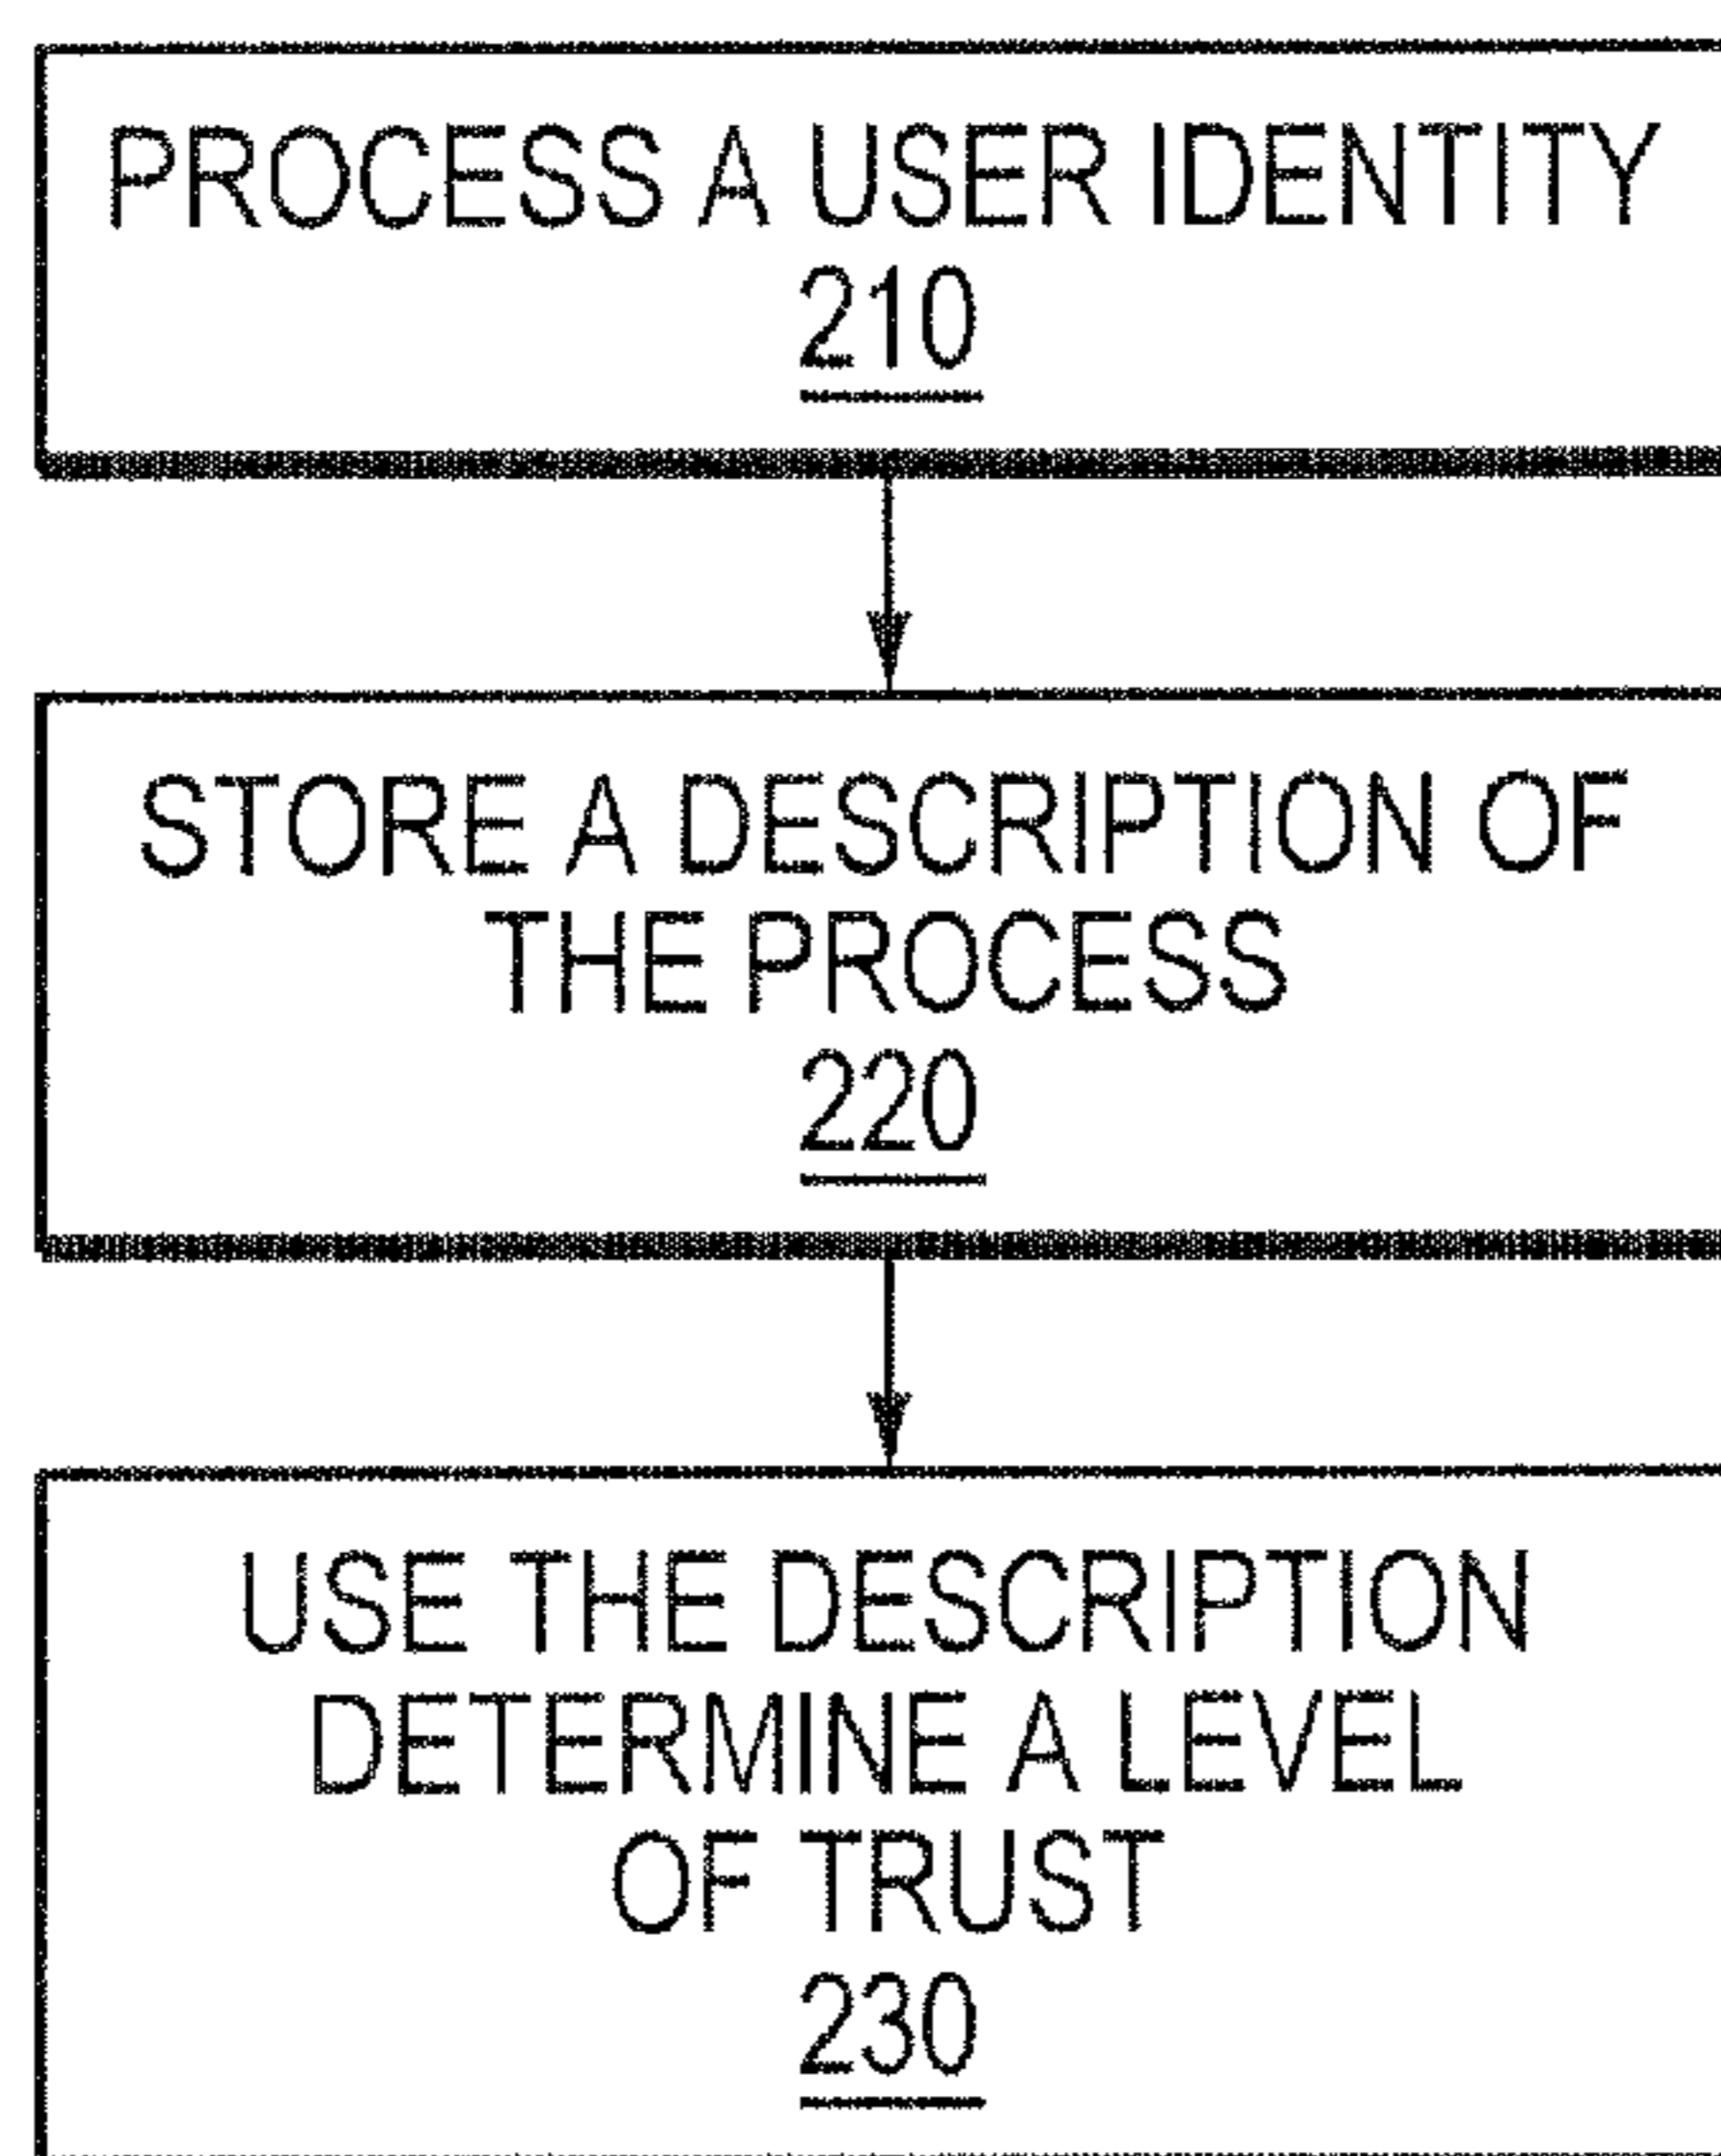 PROCESS A USER IDENTITY
210
STORE A DESCRIPTION OF
THE PROCESS
220
USE THE DESCRIPTION
DETERMINE A LEVEL
OF TRUST
230